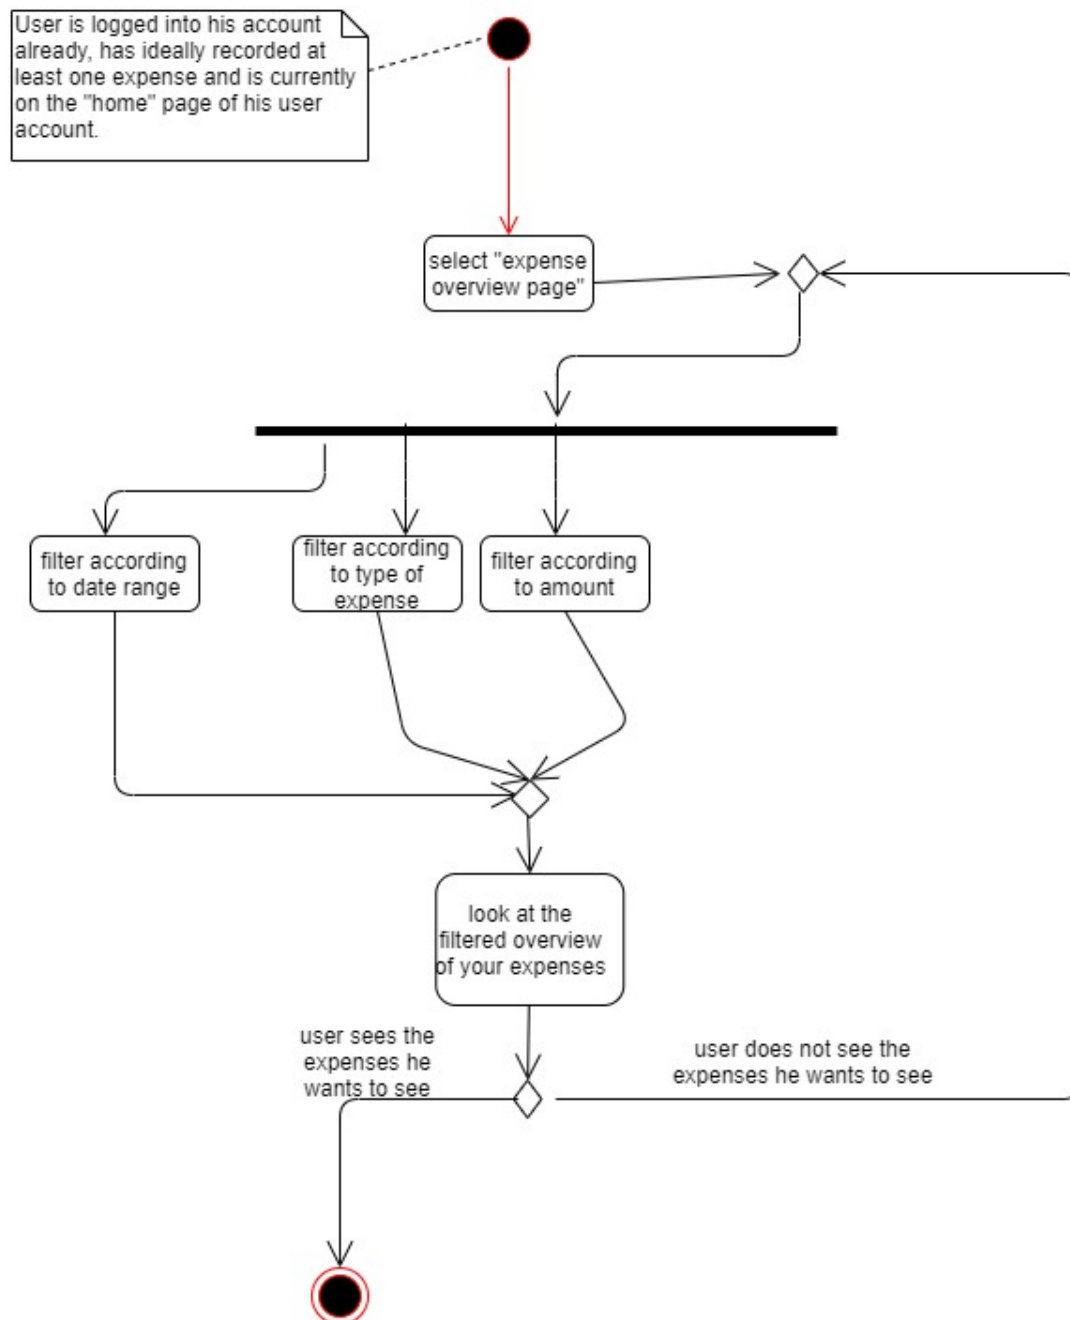 User is logged into his account
already, has ideally recorded at
least one expense and is currently
on the "home" page of his user
account.
select "expense
overview page"
filter according
to date range
filter according
to type of
expense
filter according
to amount
look at the
filtered overview
of your expenses
user sees the
expenses he
wants to see
user does not see the
expenses he wants to see